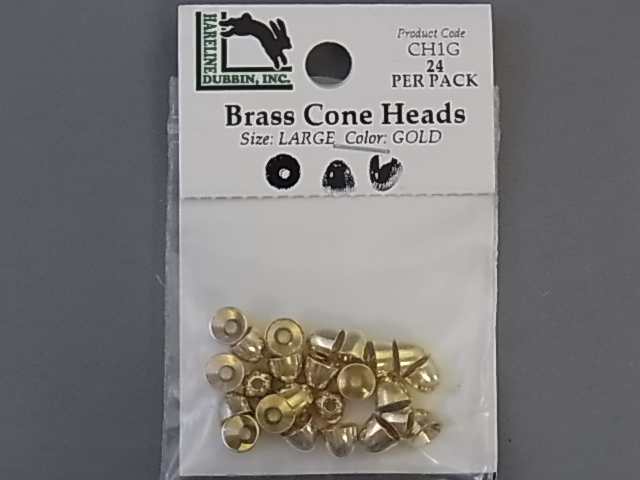 HARELINE
DUBBIN, INC.
Product Code
CH1G
24
PER PACK
Brass Cone Heads
Size: LARGE Color: GOLD